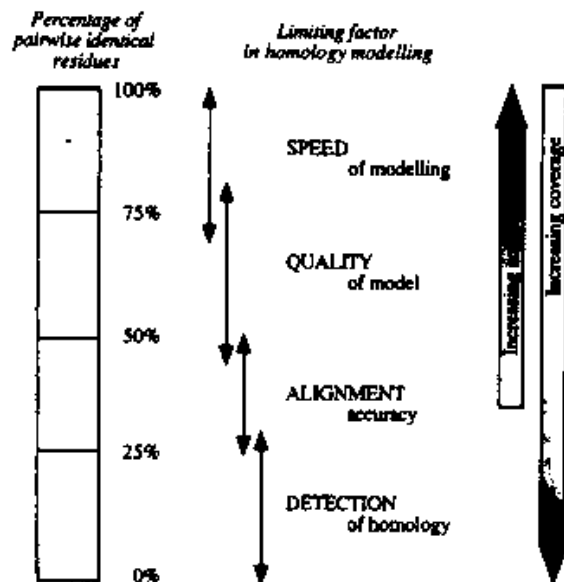 Percentage of
pairwise identical
residues
Limiting factor
in homology modelling
100%
SPEED
of modelling
75%
QUALITY
of model
50%
ALIGNMENT
accuracy
25%
DETECTION
of homology
0%
Increasing
Increasing coverage